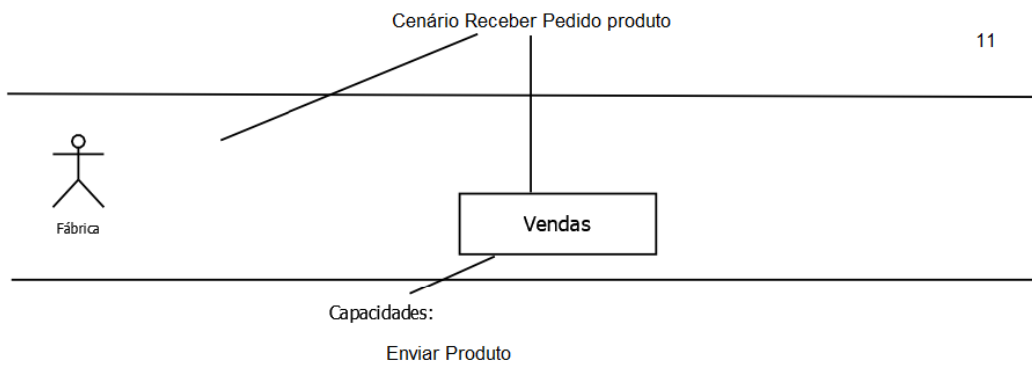 Cenário Receber Pedido produto
11
Fábrica
Vendas
Capacidades:
Enviar Produto